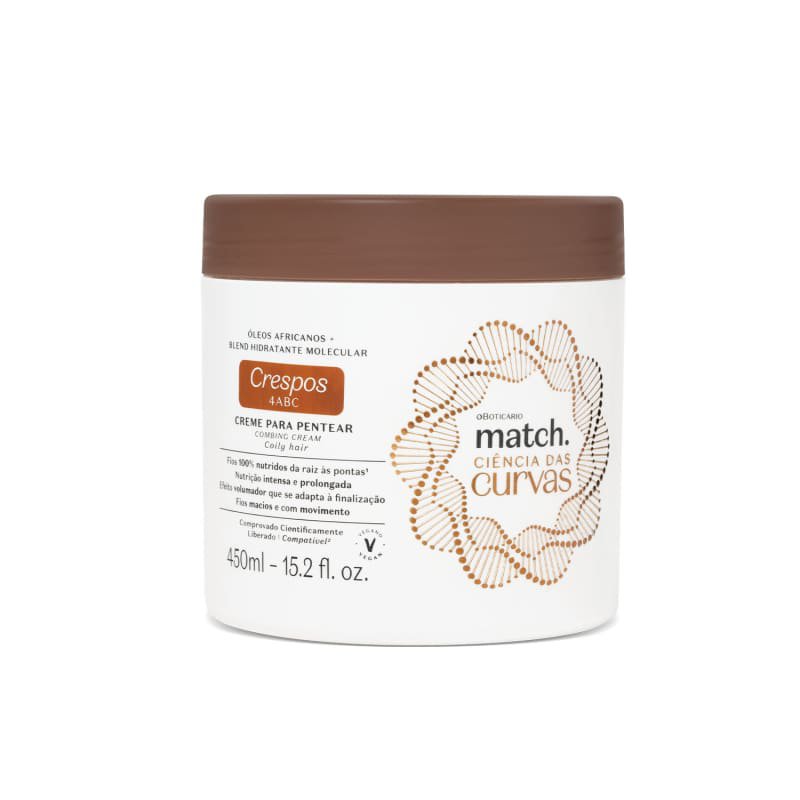 ÓLEOS AFRICANOS +
BLEND HIDRATANTE MOLECULAR
Crespos
4ABC
CREME PARA PENTEAR
COMBING CREAM
Coily hair
Fios 100% nutridos da raiz às pontas¹
Nutrição intensa e prolongada
Efeito volumador que se adapta à finalização
Fios macios e com movimento
Comprovado Cientificamente
Liberado | Compatível²
VEGANO
V
VEGAN
450ml - 15.2 fl. oz.
OBOTICÁRIO
match.
CIÊNCIA DAS
curvas